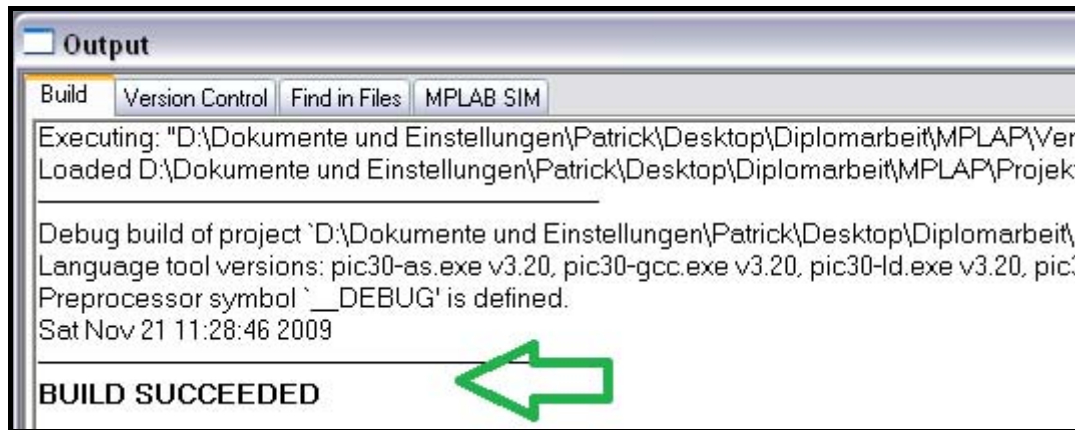 Output
Build Version Control Find in Files MPLAB SIM
Executing: "D:\Dokumente und Einstellungen\Patrick\Desktop\Diplomarbeit\MPLAP\Ver
Loaded D:\Dokumente und Einstellungen\Patrick\Desktop\Diplomarbeit\MPLAP\Projek
Debug build of project `D:\Dokumente und Einstellungen\Patrick\Desktop\Diplomarbeit\
Language tool versions: pic30-as.exe v3.20, pic30-gcc.exe v3.20, pic30-ld.exe v3.20, pic3
Preprocessor symbol `__DEBUG' is defined.
Sat Nov 21 11:28:46 2009
BUILD SUCCEEDED